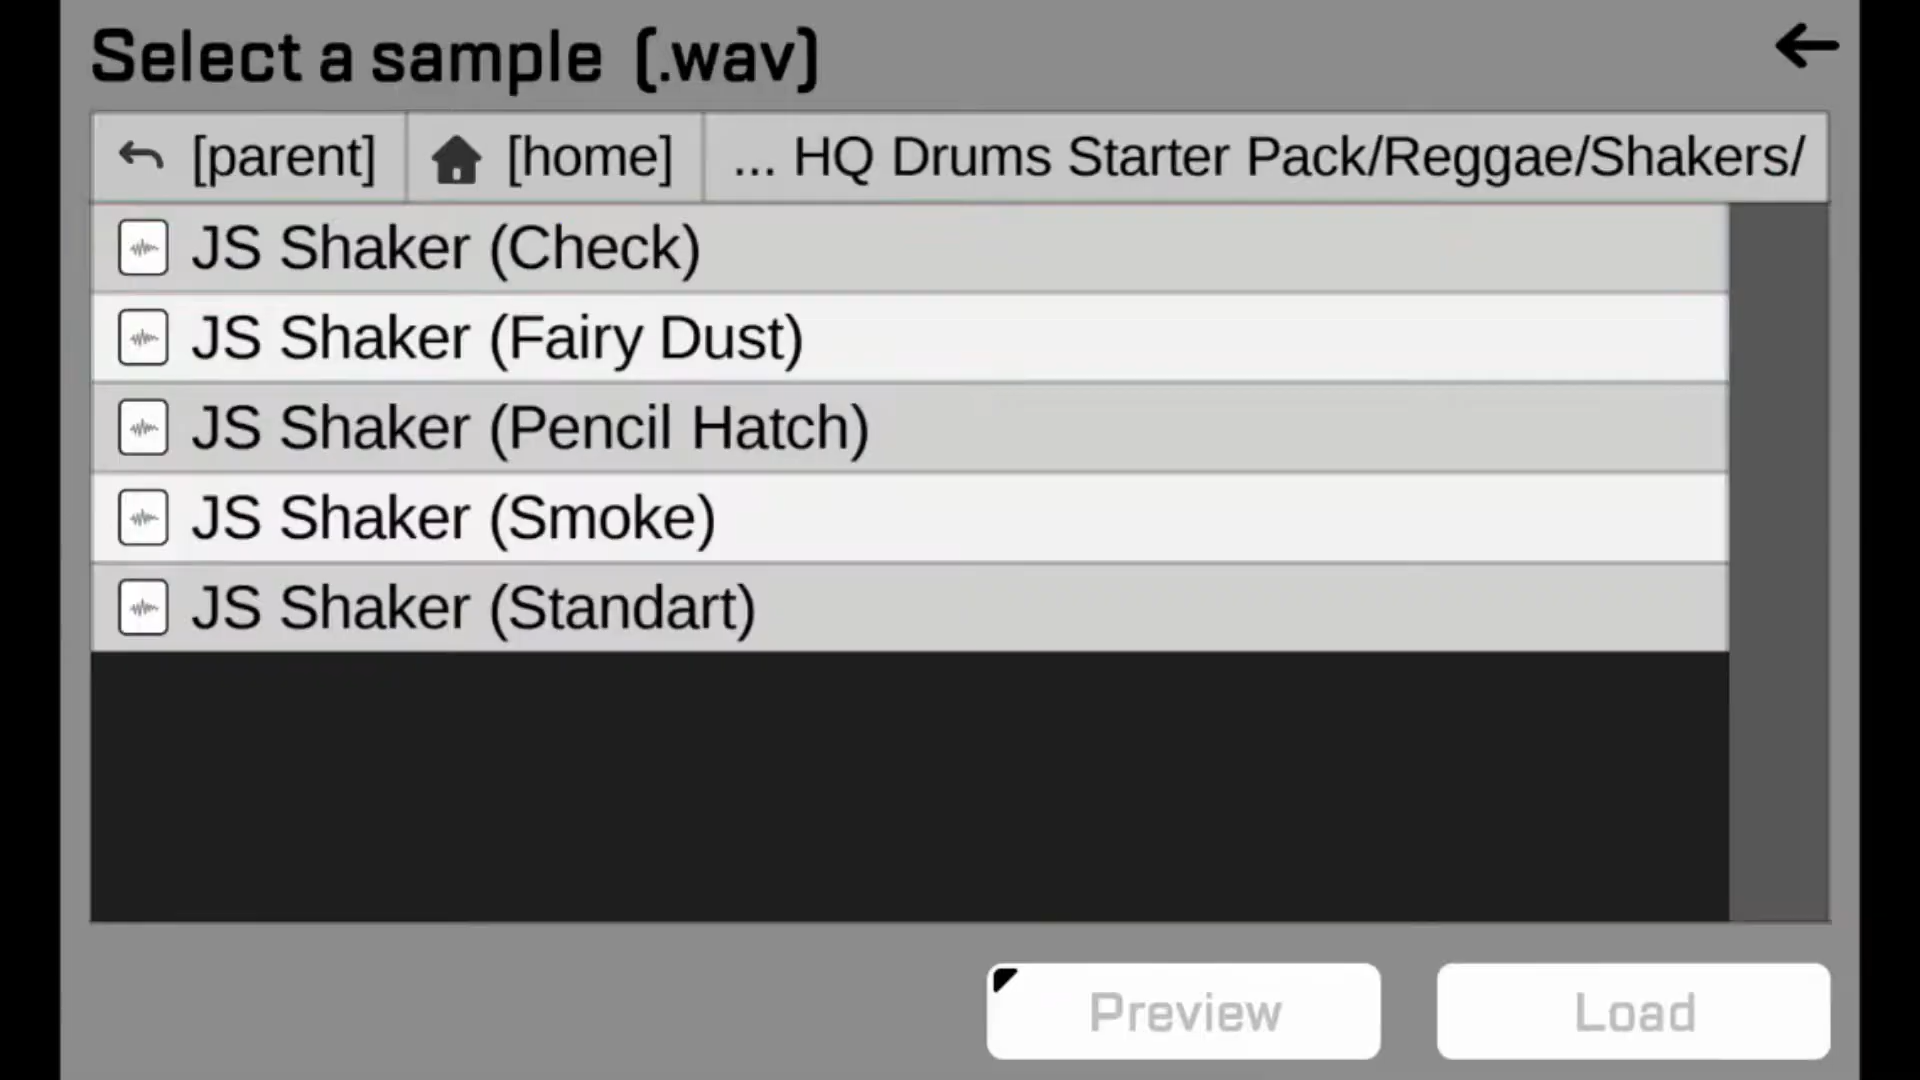 Select a sample (.wav)
[parent] [home] ... HQ Drums Starter Pack/Reggae/Shakers/
JS Shaker (Check)
JS Shaker (Fairy Dust)
JS Shaker (Pencil Hatch)
JS Shaker (Smoke)
JS Shaker (Standart)
Preview Load